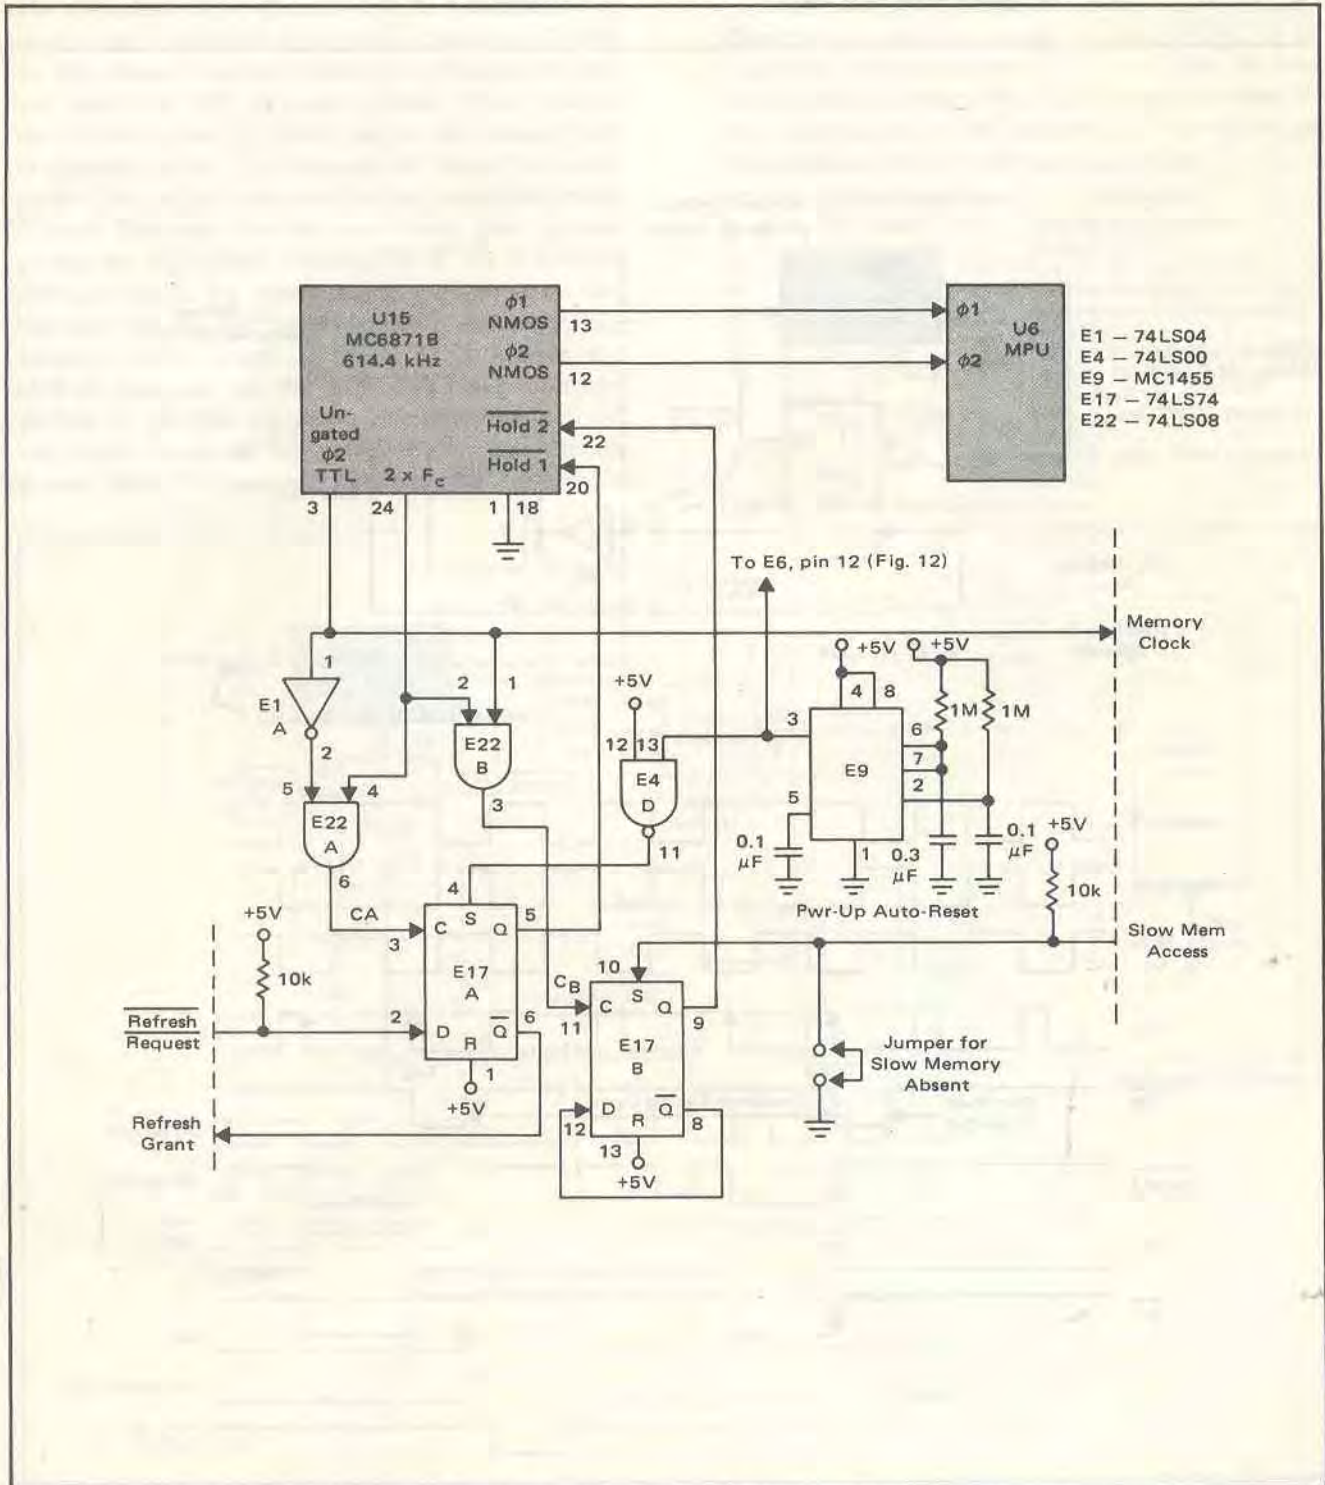 U15
MC6871B
614.4 kHz
φ1
NMOS
13
φ2
NMOS
12
Un-
gated
φ2
TTL
2 x Fc
Hold 2
22
Hold 1
20
3
24
1
18
φ1
φ2
U6
MPU
E1 – 74LS04
E4 – 74LS00
E9 – MC1455
E17 – 74LS74
E22 – 74LS08
To E6, pin 12 (Fig. 12)
Memory
Clock
1
E1
A
2
5
4
E22
A
6
2
1
E22
B
3
+5V
12
13
E4
D
11
+5V
+5V
4
8
3
E9
6
7
2
5
1
1M
1M
0.1
μF
0.3
μF
0.1
μF
+5V
10k
Pwr-Up Auto-Reset
Slow Mem
Access
CA
+5V
10k
4
3
C
S
Q
5
E17
A
2
D
R
Q
6
1
+5V
Refresh
Request
Refresh
Grant
10
CB
11
C
S
Q
9
E17
B
12
D
R
Q
8
13
+5V
Jumper for
Slow Memory
Absent